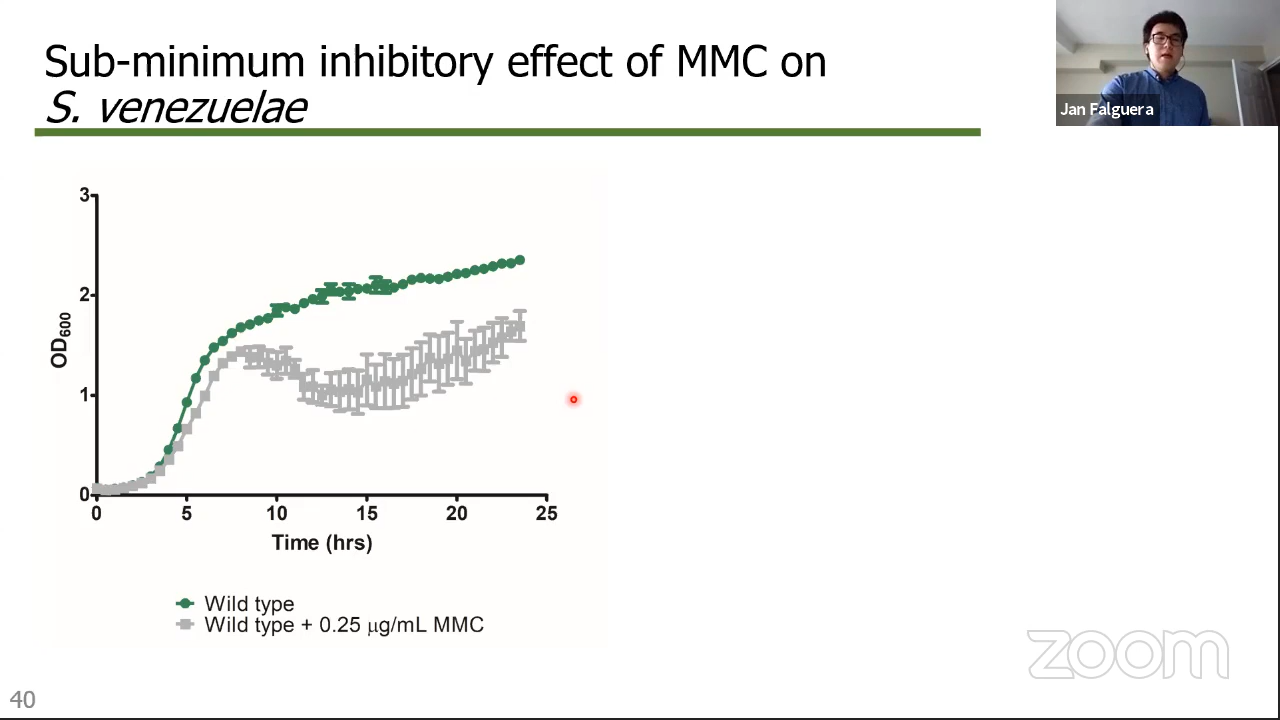 Sub-minimum inhibitory effect of MMC on
S. venezuelae
Jan Falguera
3
2
1
0
OD600
0 5 10 15 20 25
Time (hrs)
Wild type
Wild type + 0.25 μg/mL MMC
zoom
40